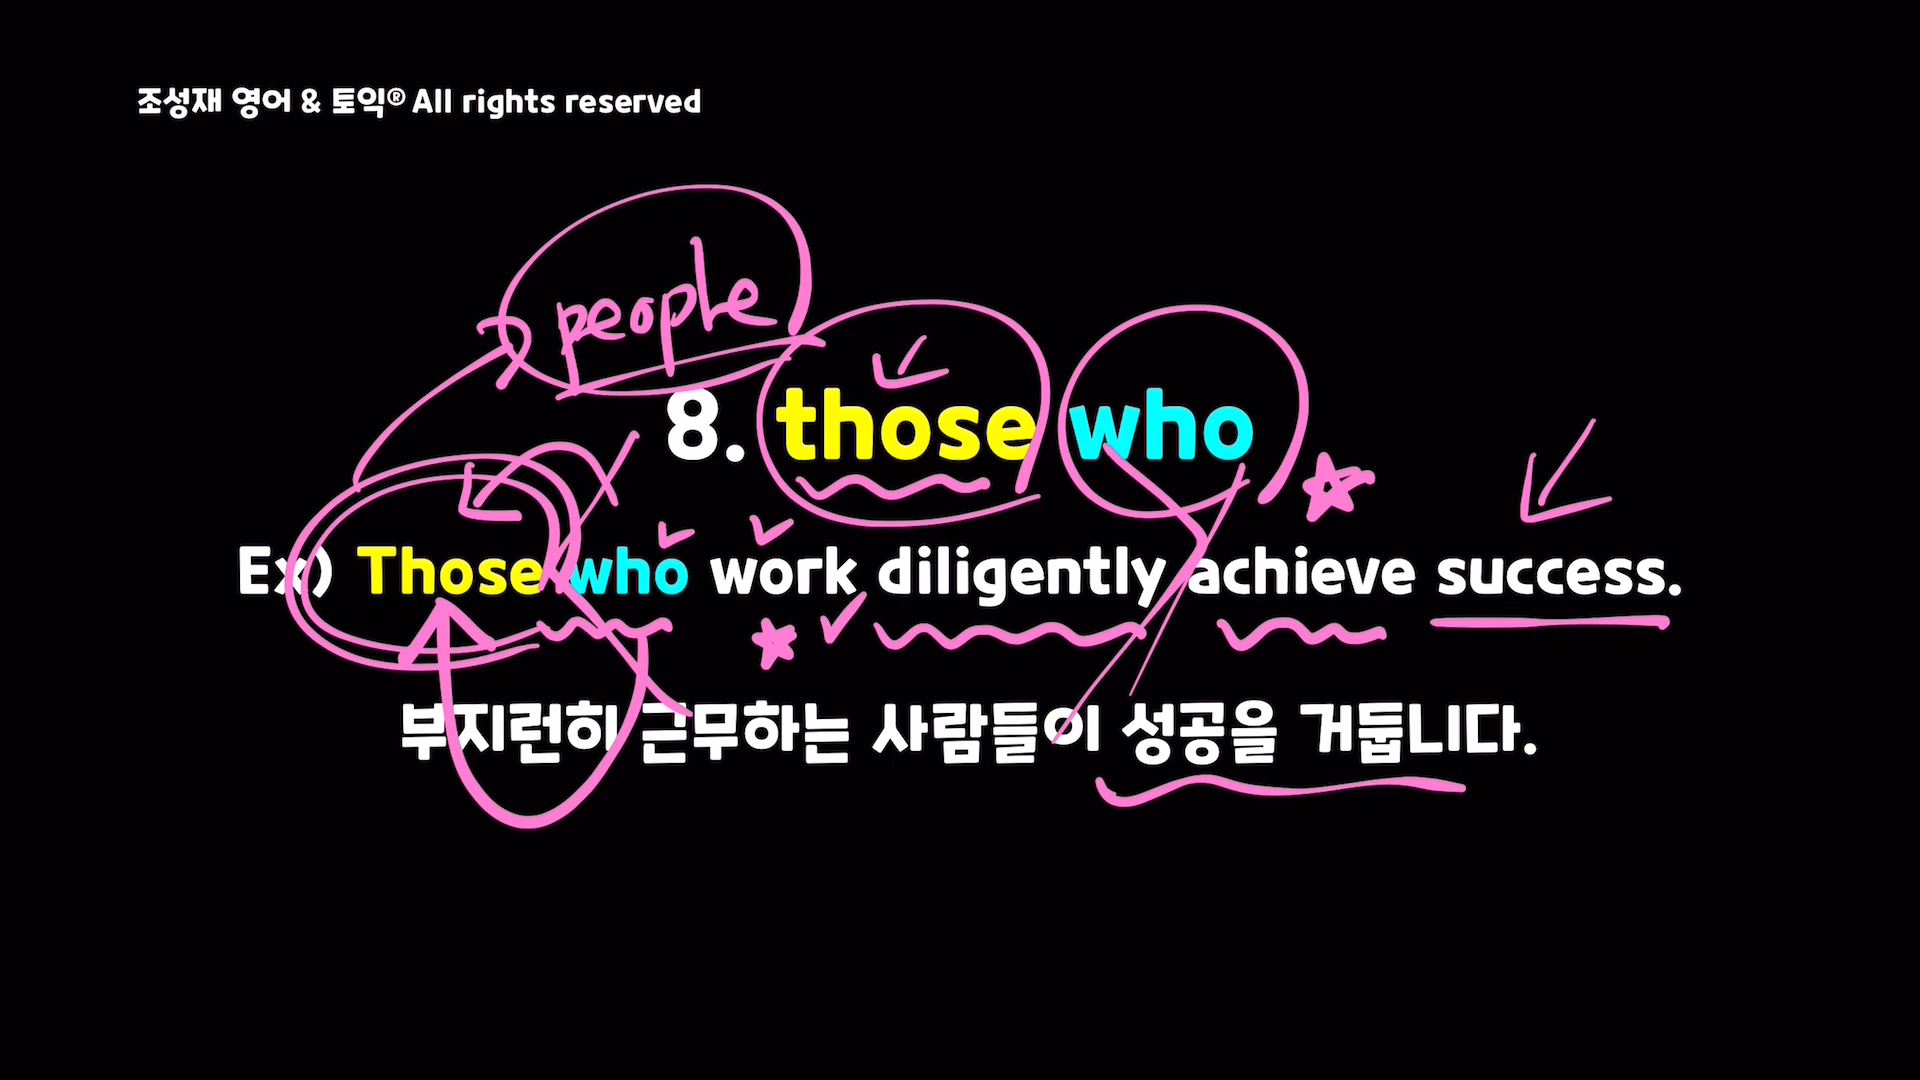 조성재 영어 & 토익® All rights reserved
people
8. those who
Ex) Those who work diligently achieve success.
부지런히 근무하는 사람들이 성공을 거둡니다.